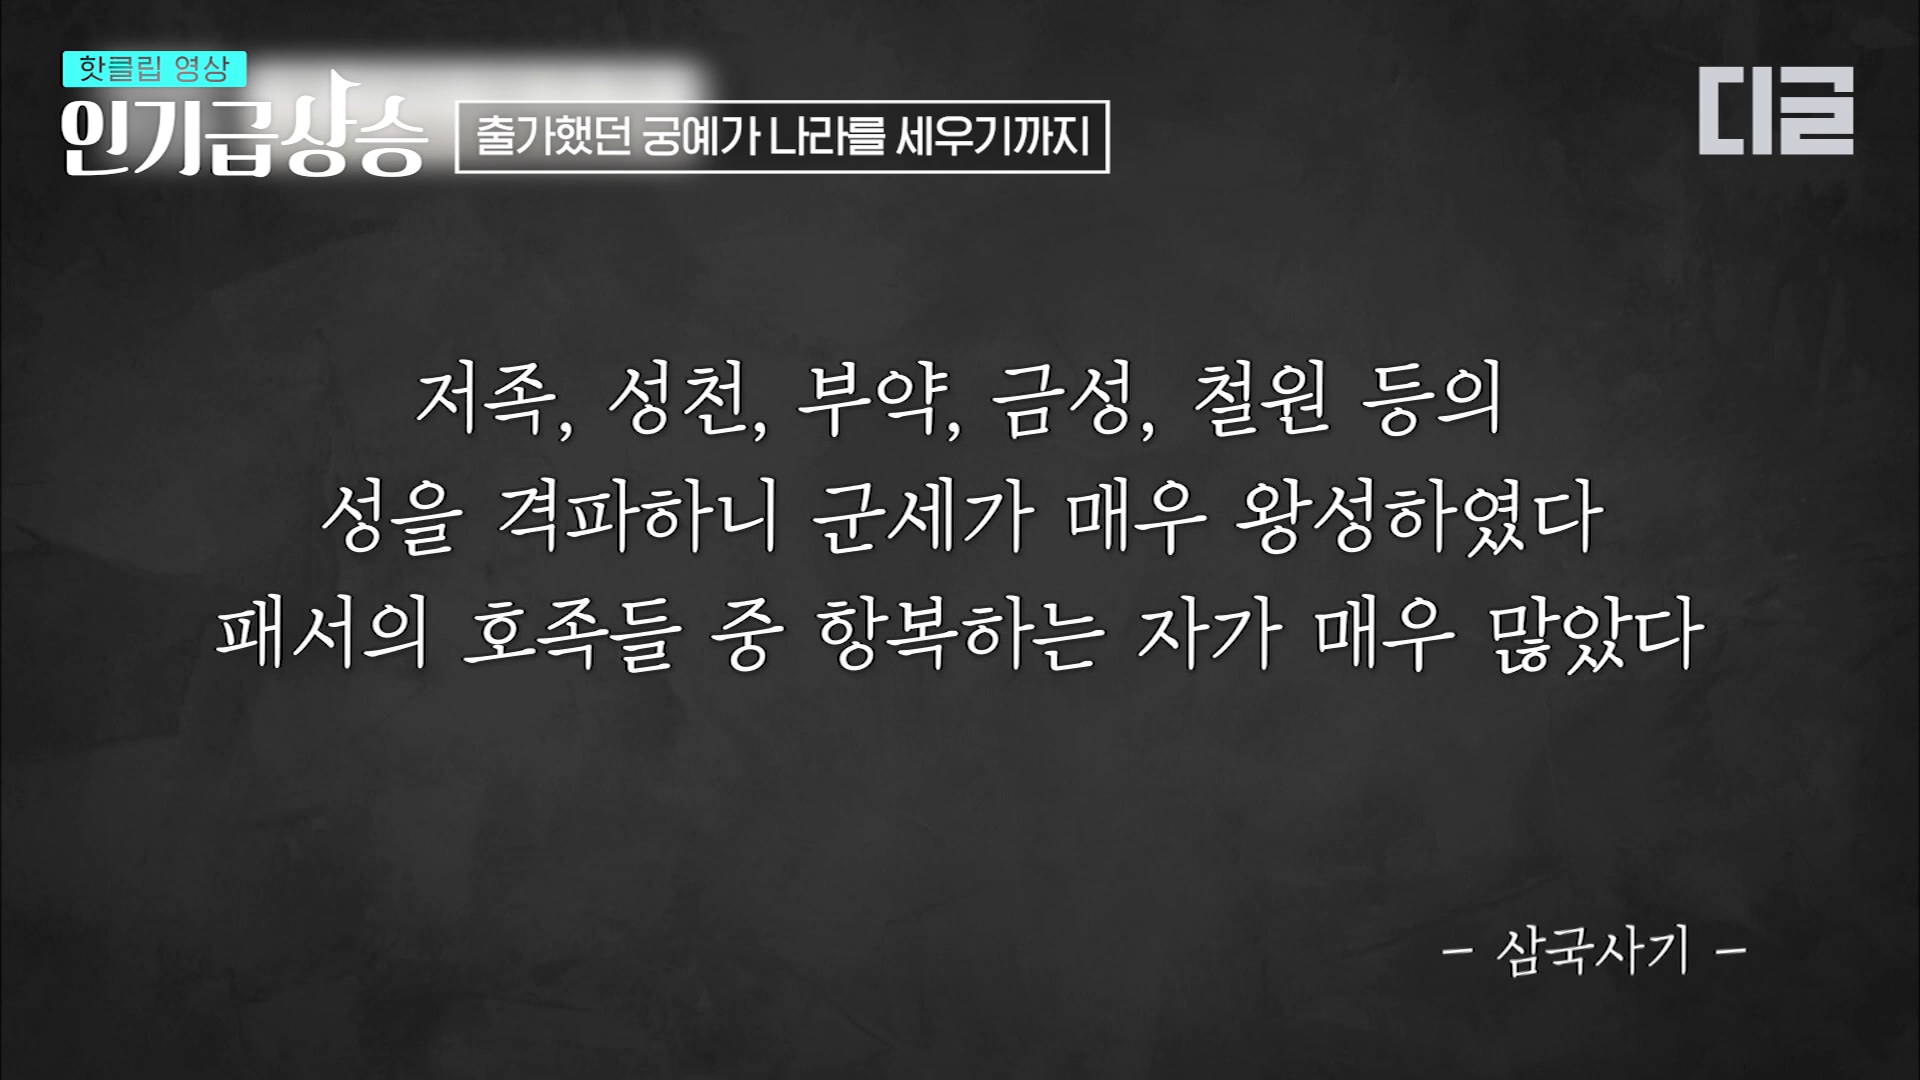 핫클립 영상
인기급상승
출가했던 궁예가 나라를 세우기까지
디글
저족, 성천, 부약, 금성, 철원 등의
성을 격파하니 군세가 매우 왕성하였다
패서의 호족들 중 항복하는 자가 매우 많았다
- 삼국사기 -